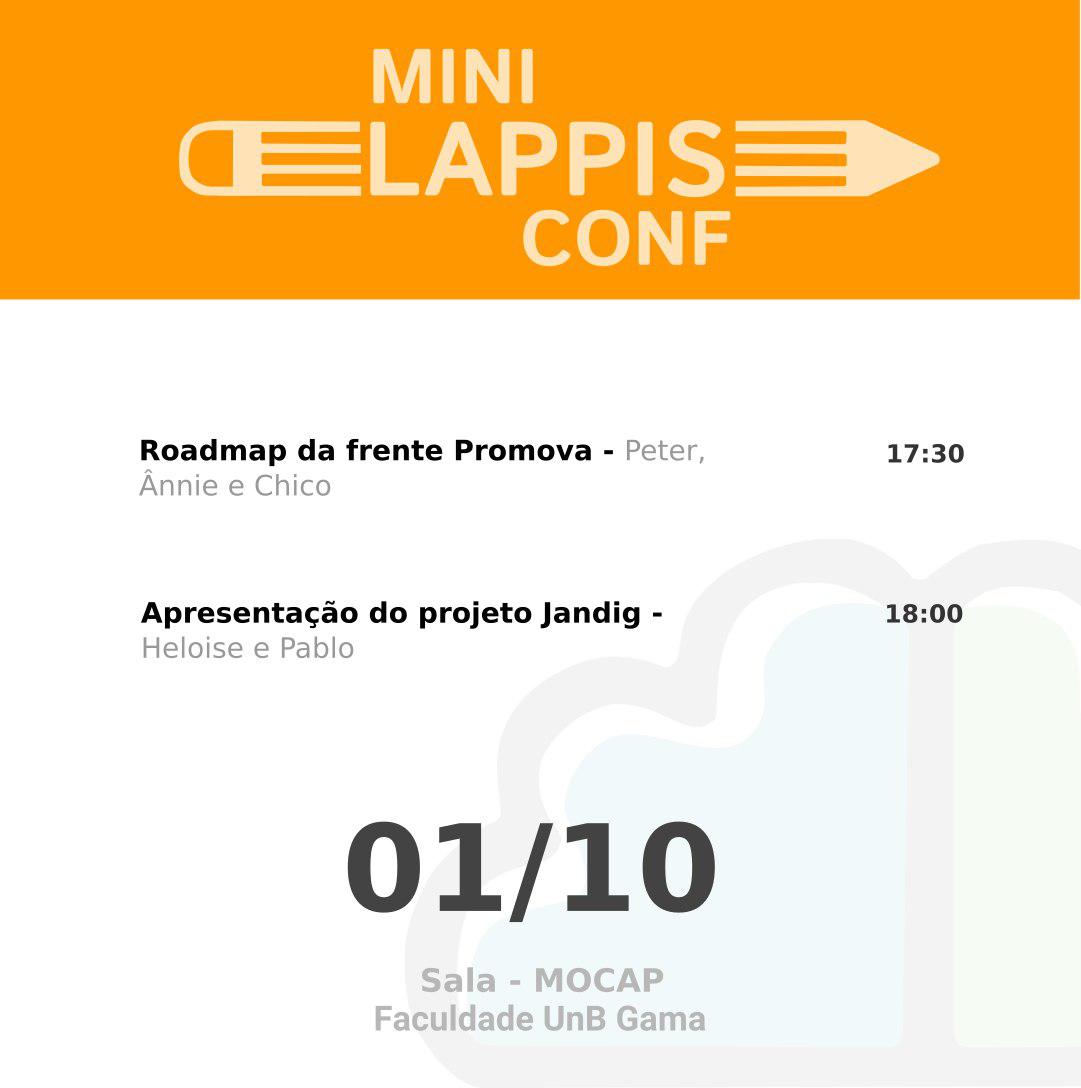 MINI
LAPPIS
CONF
Roadmap da frente Promova - Peter, 17:30
Ânnie e Chico
Apresentação do projeto Jandig - 18:00
Heloise e Pablo
01/10
Sala - MOCAP
Faculdade UnB Gama